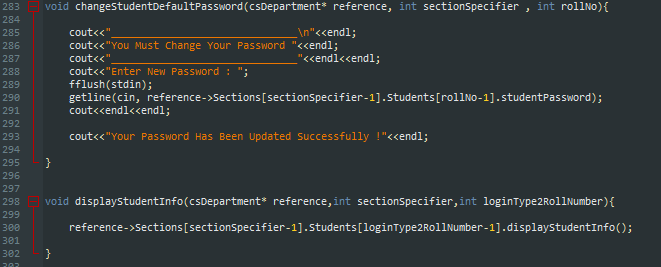 283 void changeStudentDefaultPassword(csDepartment* reference, int sectionSpecifier , int rollNo){
284
285 cout<<"______________________________\n"<<endl;
286 cout<<"You Must Change Your Password "<<endl;
287 cout<<"______________________________"<<endl<<endl;
288 cout<<"Enter New Password : ";
289 fflush(stdin);
290 getline(cin, reference->Sections[sectionSpecifier-1].Students[rollNo-1].studentPassword);
291 cout<<endl<<endl;
292
293 cout<<"Your Password Has Been Updated Successfully !"<<endl;
294
295 }
296
297
298 void displayStudentInfo(csDepartment* reference,int sectionSpecifier,int loginType2RollNumber){
299
300 reference->Sections[sectionSpecifier-1].Students[loginType2RollNumber-1].displayStudentInfo();
301
302 }
303